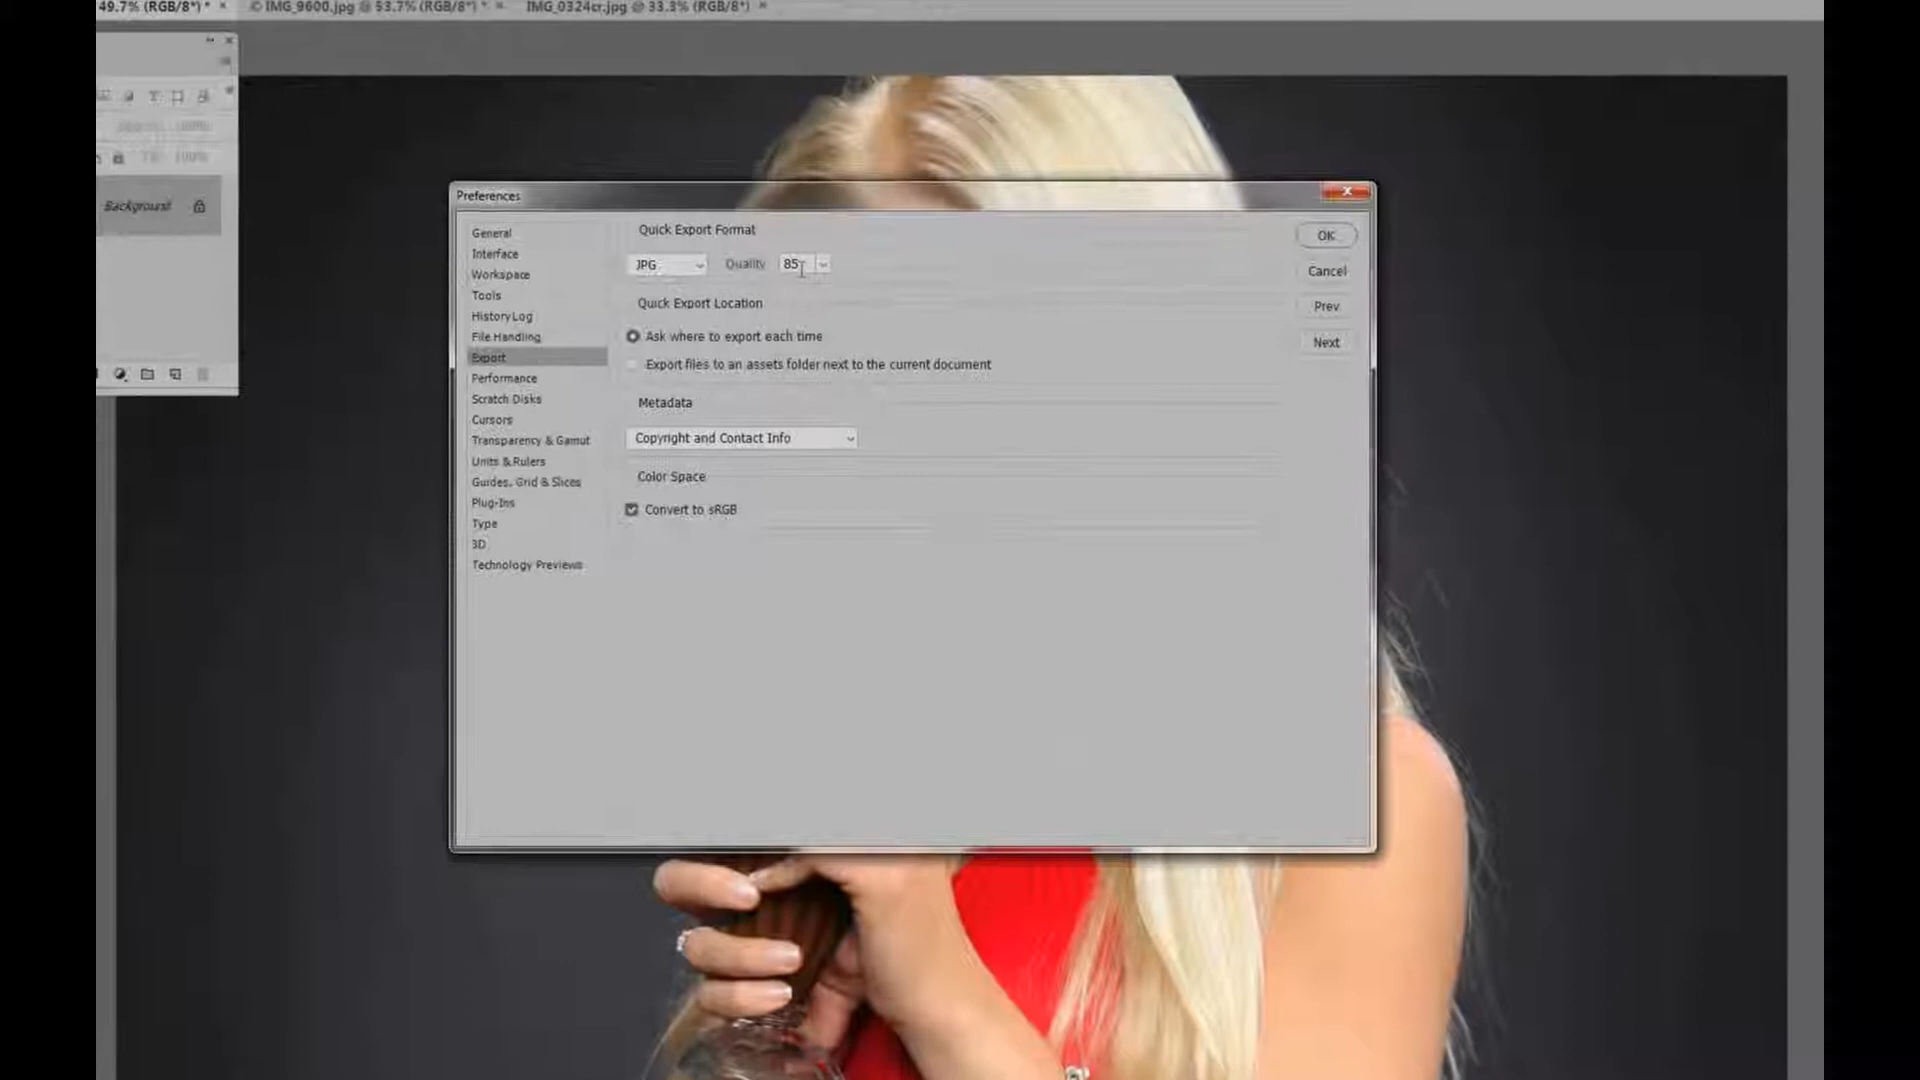 49.7% (RGB/8*) * ×
© IMG_9600.jpg @ 53.7% (RGB/8*) * ×
IMG_0324cr.jpg @ 33.3% (RGB/8*) ×
100%
100%
Background
Preferences
General
Interface
Workspace
Tools
History Log
File Handling
Export
Performance
Scratch Disks
Cursors
Transparency & Gamut
Units & Rulers
Guides, Grid & Slices
Plug-Ins
Type
3D
Technology Previews
Quick Export Format
JPG Quality 85
Quick Export Location
Ask where to export each time
Export files to an assets folder next to the current document
Metadata
Copyright and Contact Info
Color Space
Convert to sRGB
OK
Cancel
Prev
Next